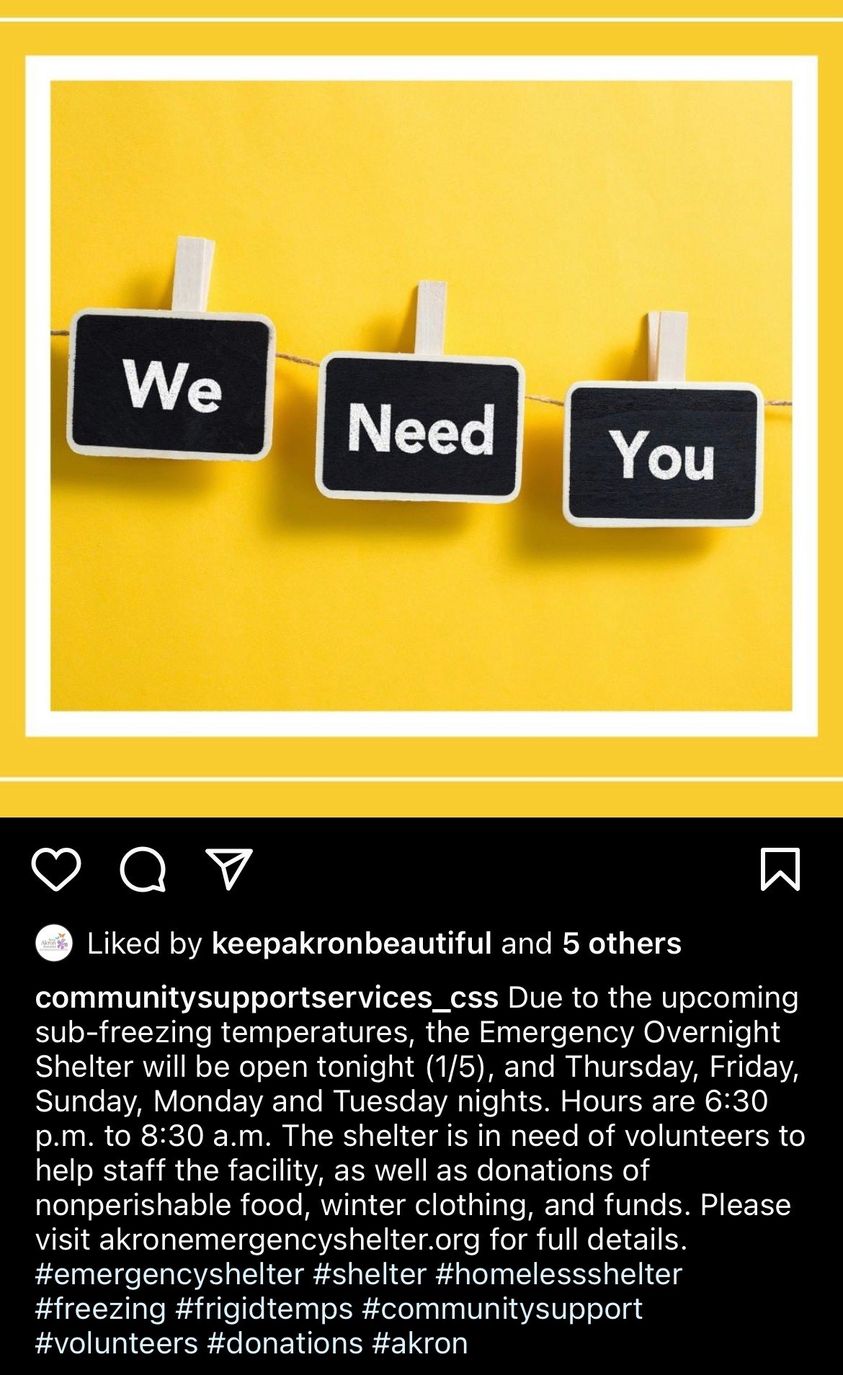 We
Need
You
Liked by keepakronbeautiful and 5 others
communitysupportservices_css Due to the upcoming
sub-freezing temperatures, the Emergency Overnight
Shelter will be open tonight (1/5), and Thursday, Friday,
Sunday, Monday and Tuesday nights. Hours are 6:30
p.m. to 8:30 a.m. The shelter is in need of volunteers to
help staff the facility, as well as donations of
nonperishable food, winter clothing, and funds. Please
visit akronemergencyshelter.org for full details.
#emergencyshelter #shelter #homelessshelter
#freezing #frigidtemps #communitysupport
#volunteers #donations #akron